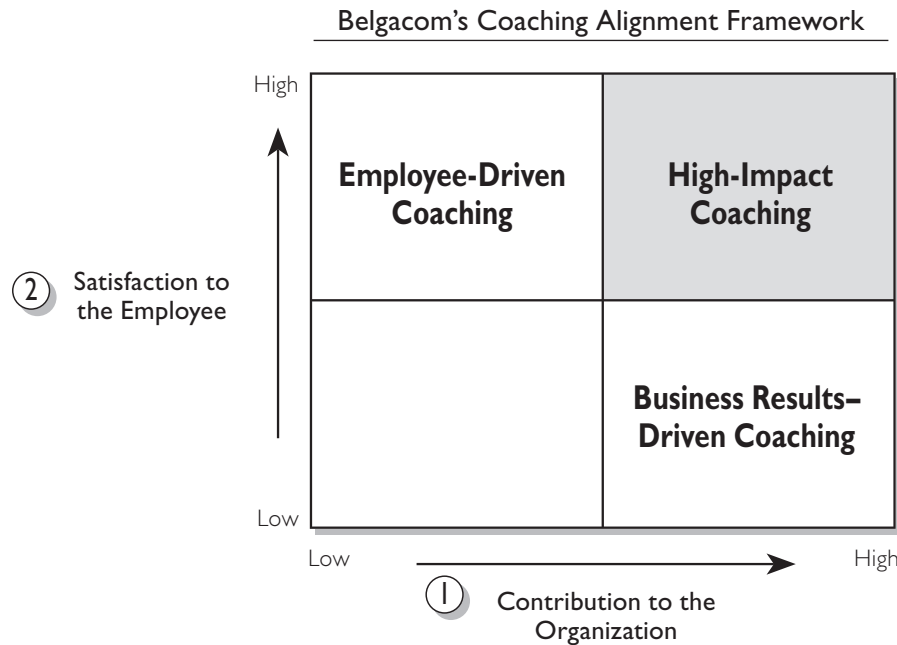 Belgacom's Coaching Alignment Framework
High
Employee-Driven
Coaching
High-Impact
Coaching
2
Satisfaction to
the Employee
Business Results–
Driven Coaching
Low
Low
High
1
Contribution to the
Organization